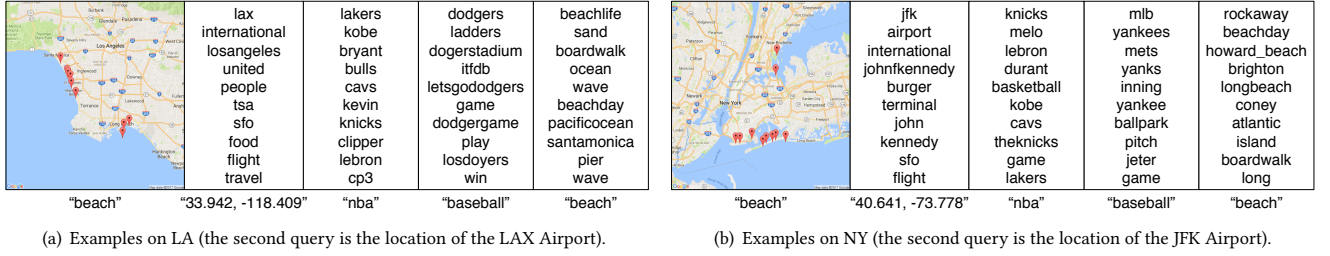 lax lakers dodgers beachlife
international kobe ladders sand
losangeles bryant dogerstadium boardwalk
united bulls itfdb ocean
people cavs letsgododgers wave
tsa kevin game beachday
sfo knicks dodgergame pacificocean
food clipper play santamonica
flight lebron losdoyers pier
travel cp3 win wave
Los Angeles
Inglewood
Torrance
"beach" "33.942, -118.409" "nba" "baseball" "beach"
(a) Examples on LA (the second query is the location of the LAX Airport).
jfk knicks mlb rockaway
airport melo yankees beachday
international lebron mets howard_beach
johnfkennedy durant yanks brighton
burger basketball inning longbeach
terminal kobe yankee coney
john cavs ballpark atlantic
kennedy theknicks pitch island
sfo game jeter boardwalk
flight lakers game long
New York
"beach" "40.641, -73.778" "nba" "baseball" "beach"
(b) Examples on NY (the second query is the location of the JFK Airport).